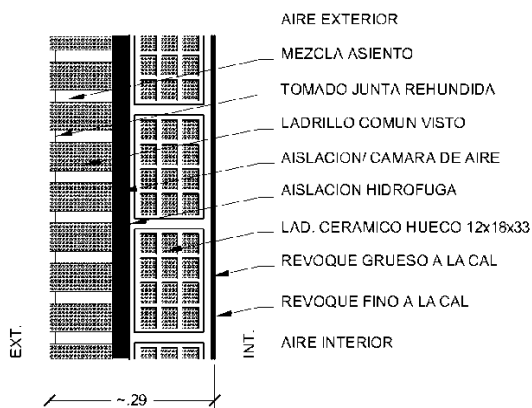 AIRE EXTERIOR
MEZCLA ASIENTO
TOMADO JUNTA REHUNDIDA
LADRILLO COMUN VISTO
AISLACION/ CAMARA DE AIRE
AISLACION HIDROFUGA
LAD. CERAMICO HUECO 12x18x33
REVOQUE GRUESO A LA CAL
REVOQUE FINO A LA CAL
EXT.
INT.
AIRE INTERIOR
~.29